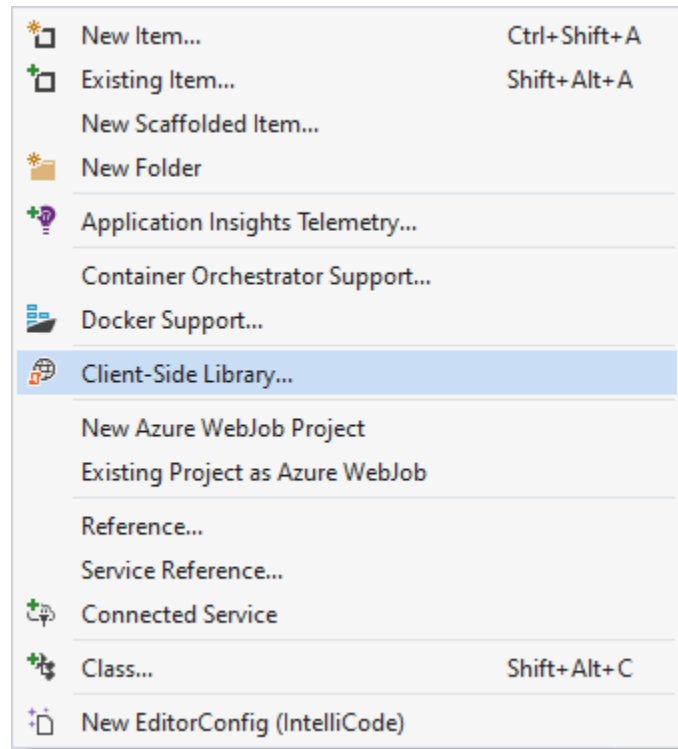 New Item... Ctrl+Shift+A
Existing Item... Shift+Alt+A
New Scaffolded Item...
New Folder
Application Insights Telemetry...
Container Orchestrator Support...
Docker Support...
Client-Side Library...
New Azure WebJob Project
Existing Project as Azure WebJob
Reference...
Service Reference...
Connected Service
Class... Shift+Alt+C
New EditorConfig (IntelliCode)